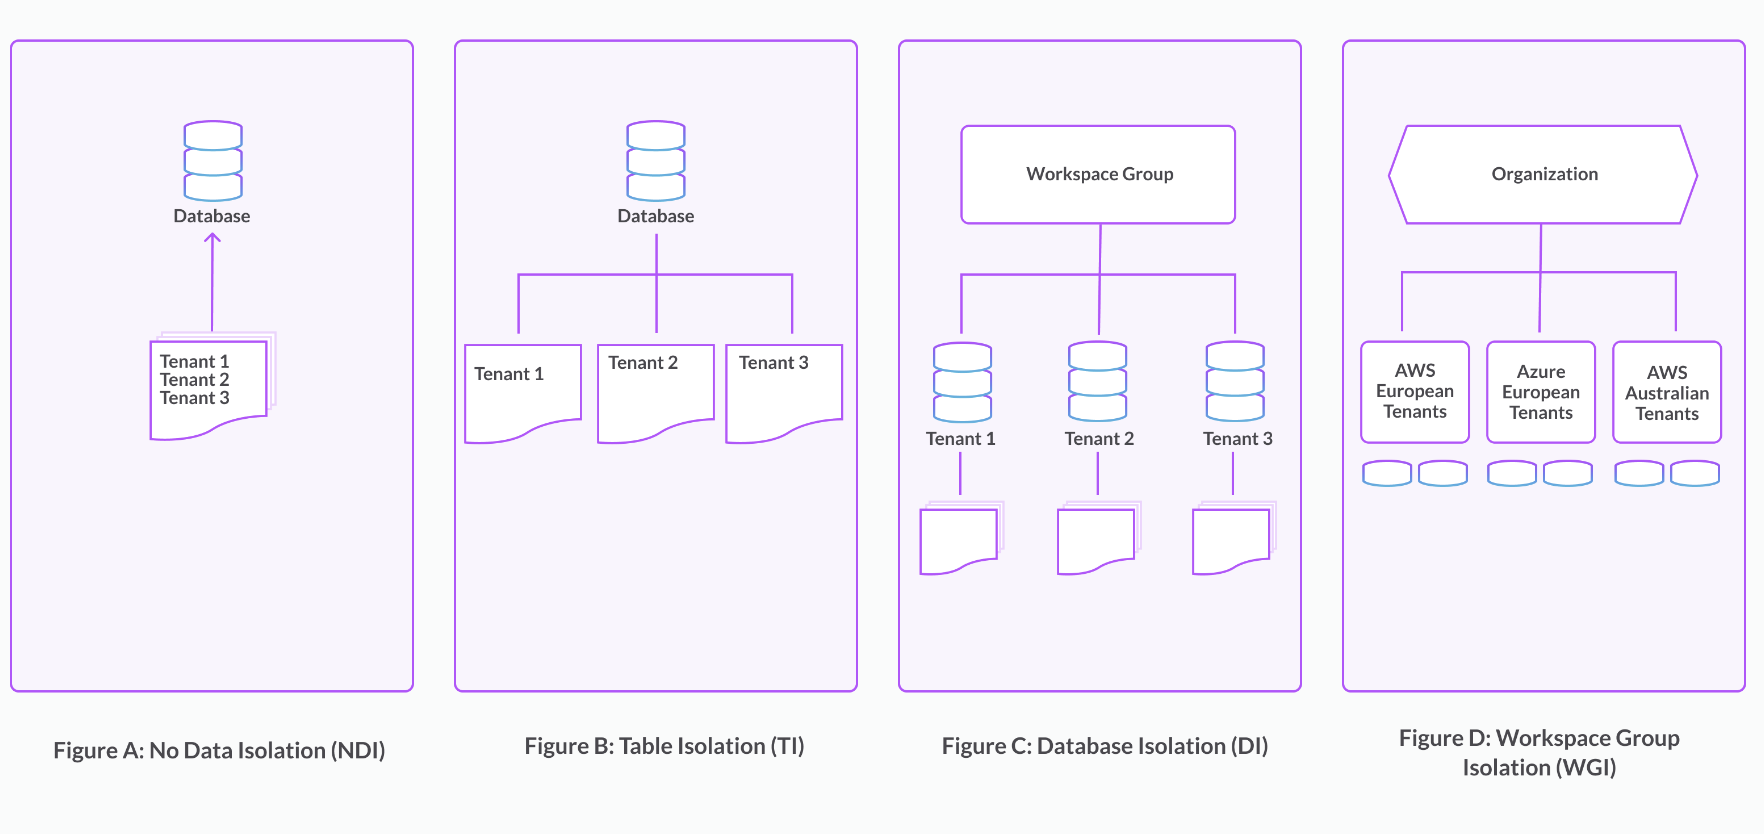 Database
Tenant 1
Tenant 2
Tenant 3
Figure A: No Data Isolation (NDI)
Database
Tenant 1
Tenant 2
Tenant 3
Figure B: Table Isolation (TI)
Workspace Group
Tenant 1
Tenant 2
Tenant 3
Figure C: Database Isolation (DI)
Organization
AWS
European
Tenants
Azure
European
Tenants
AWS
Australian
Tenants
Figure D: Workspace Group
Isolation (WGI)